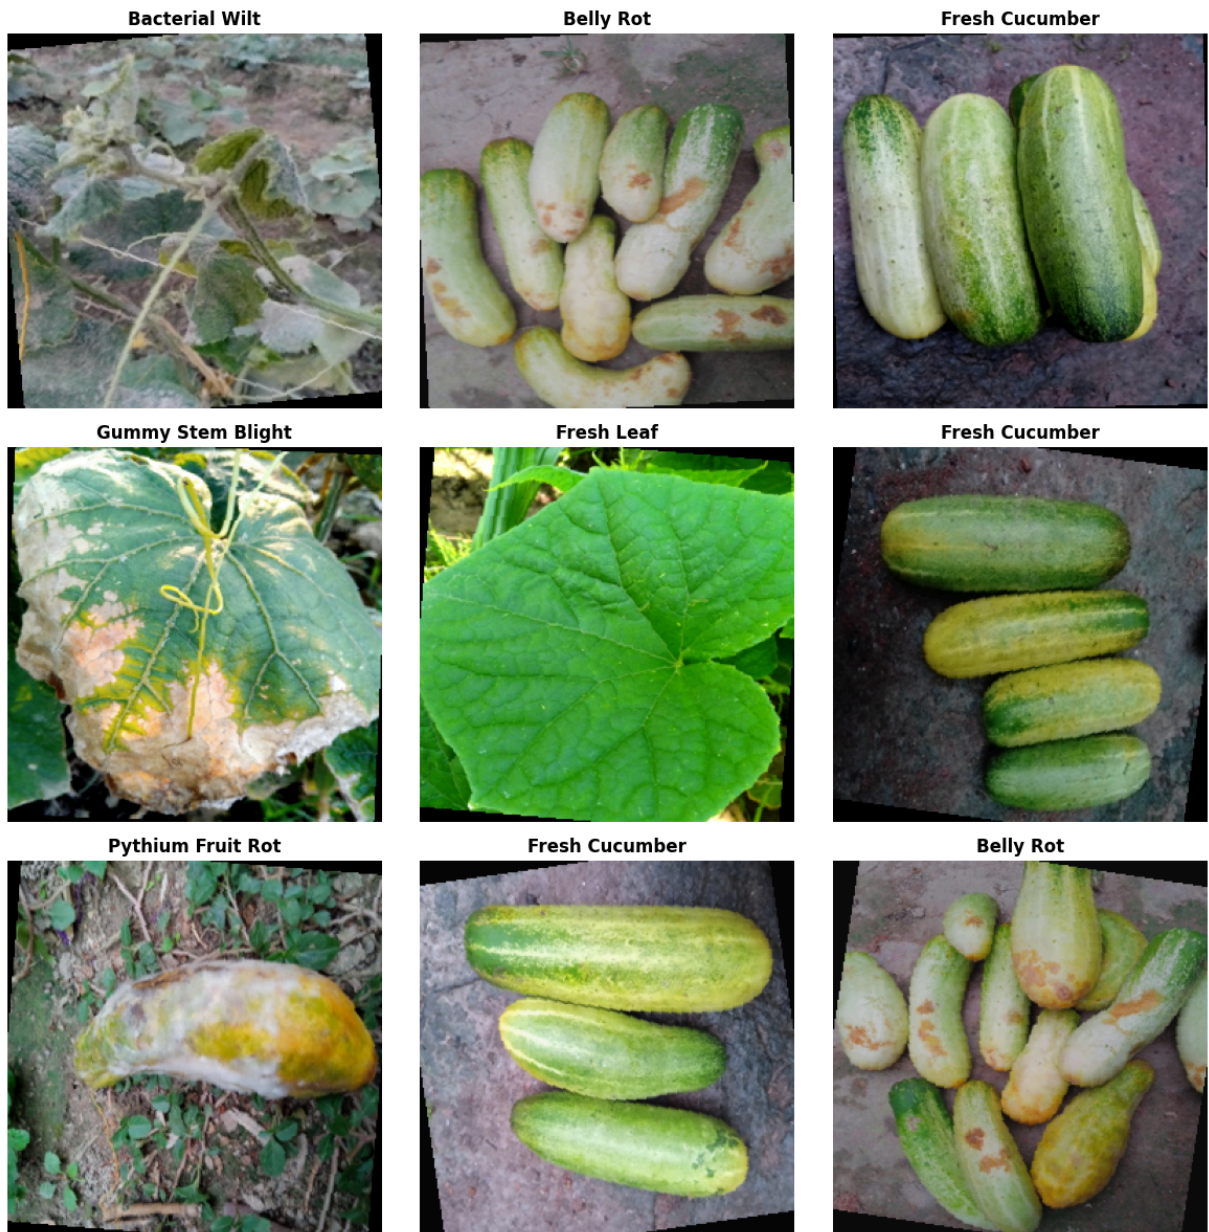 Bacterial Wilt
Belly Rot
Fresh Cucumber
Gummy Stem Blight
Fresh Leaf
Fresh Cucumber
Pythium Fruit Rot
Fresh Cucumber
Belly Rot